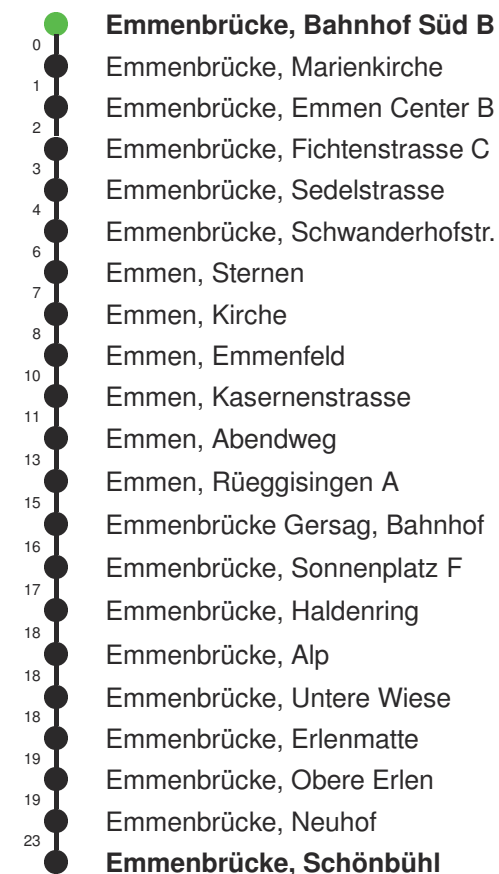 Emmenbrücke, Bahnhof Süd B
0
Emmenbrücke, Marienkirche
1
Emmenbrücke, Emmen Center B
2
Emmenbrücke, Fichtenstrasse C
3
Emmenbrücke, Sedelstrasse
4
Emmenbrücke, Schwanderhofstr.
6
Emmen, Sternen
7
Emmen, Kirche
8
Emmen, Emmenfeld
10
Emmen, Kasernenstrasse
11
Emmen, Abendweg
13
Emmen, Rüeggisingen A
15
Emmenbrücke Gersag, Bahnhof
16
Emmenbrücke, Sonnenplatz F
17
Emmenbrücke, Haldenring
18
Emmenbrücke, Alp
18
Emmenbrücke, Untere Wiese
18
Emmenbrücke, Erlenmatte
19
Emmenbrücke, Obere Erlen
19
Emmenbrücke, Neuhof
23
Emmenbrücke, Schönbühl